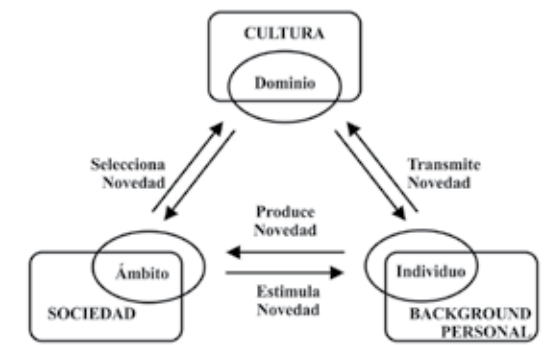 CULTURA
Dominio
Selecciona
Novedad
Transmite
Novedad
Produce
Novedad
Ámbito
Individuo
Estimula
Novedad
SOCIEDAD
BACKGROUND
PERSONAL